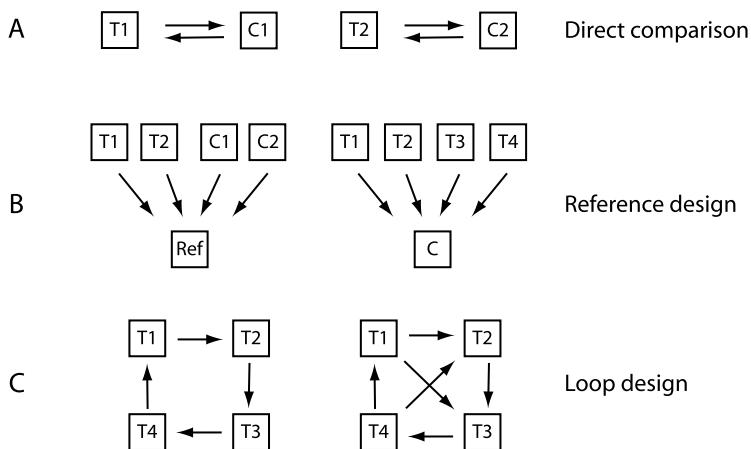 A T1 C1 T2 C2 Direct comparison
T1 T2 C1 C2 T1 T2 T3 T4
B Reference design
Ref C
T1 T2 T1 T2
C Loop design
T4 T3 T4 T3